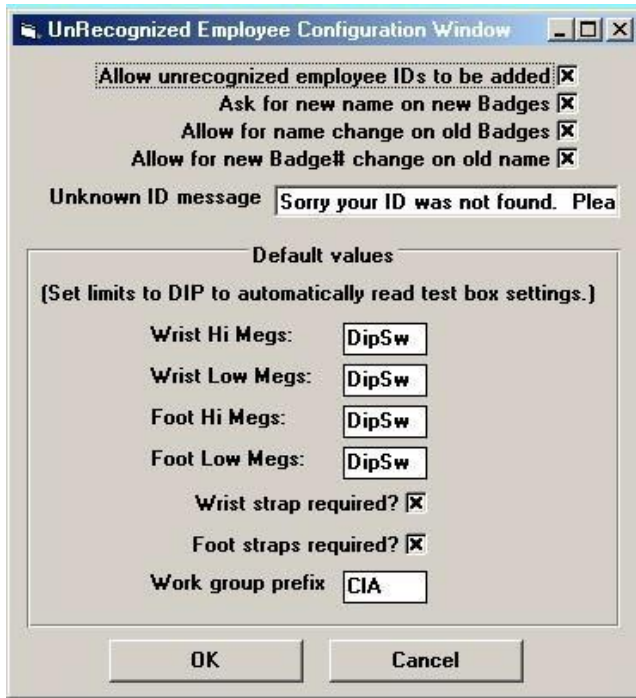 UnRecognized Employee Configuration Window
Allow unrecognized employee IDs to be added
Ask for new name on new Badges
Allow for name change on old Badges
Allow for new Badge# change on old name
Unknown ID message Sorry your ID was not found. Plea
Default values
(Set limits to DIP to automatically read test box settings.)
Wrist Hi Megs: DipSw
Wrist Low Megs: DipSw
Foot Hi Megs: DipSw
Foot Low Megs: DipSw
Wrist strap required?
Foot straps required?
Work group prefix CIA
OK Cancel